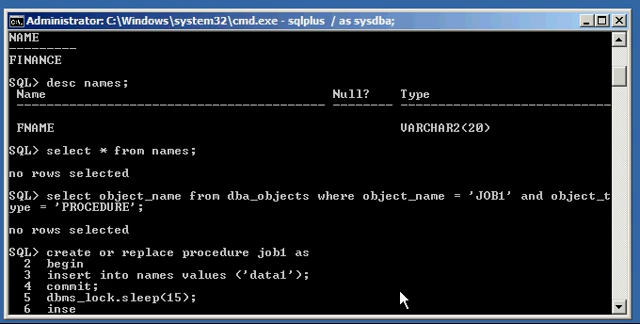 Administrator: C:\Windows\system32\cmd.exe - sqlplus / as sysdba;
NAME
---------
FINANCE
SQL> desc names;
Name Null? Type
----------------------------------------- -------- ----------------------------
FNAME VARCHAR2(20)
SQL> select * from names;
no rows selected
SQL> select object_name from dba_objects where object_name = 'JOB1' and object_t
ype = 'PROCEDURE';
no rows selected
SQL> create or replace procedure job1 as
2 begin
3 insert into names values ('data1');
4 commit;
5 dbms_lock.sleep(15);
6 inse